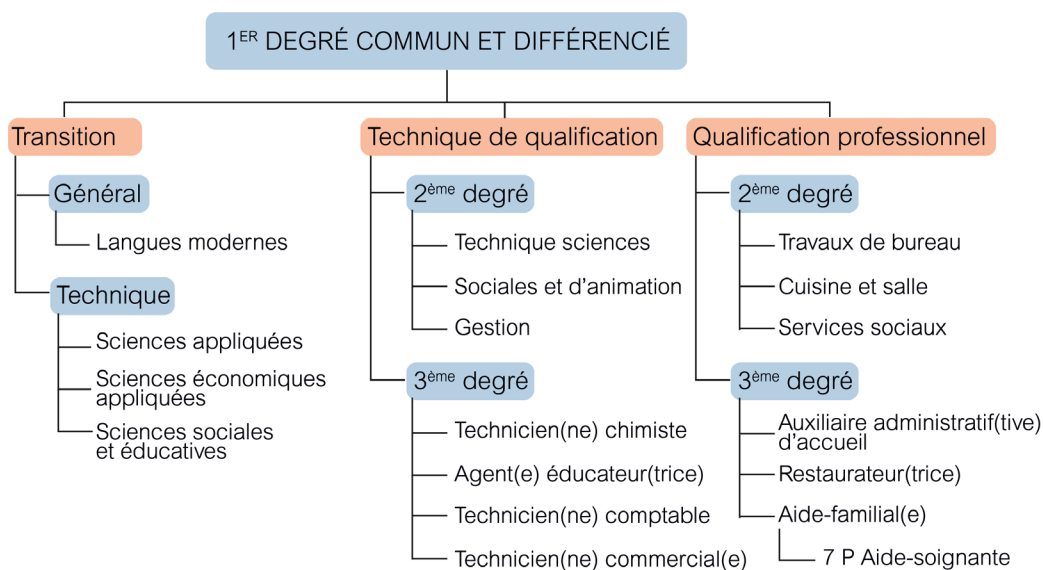 1ER DEGRÉ COMMUN ET DIFFÉRENCIÉ
Transition
Général
Langues modernes
Technique
Sciences appliquées
Sciences économiques
appliquées
Sciences sociales
et éducatives
Technique de qualification
2ème degré
Technique sciences
Sociales et d’animation
Gestion
3ème degré
Technicien(ne) chimiste
Agent(e) éducateur(trice)
Technicien(ne) comptable
Technicien(ne) commercial(e)
Qualification professionnel
2ème degré
Travaux de bureau
Cuisine et salle
Services sociaux
3ème degré
Auxiliaire administratif(tive)
d’accueil
Restaurateur(trice)
Aide-familial(e)
7 P Aide-soignante